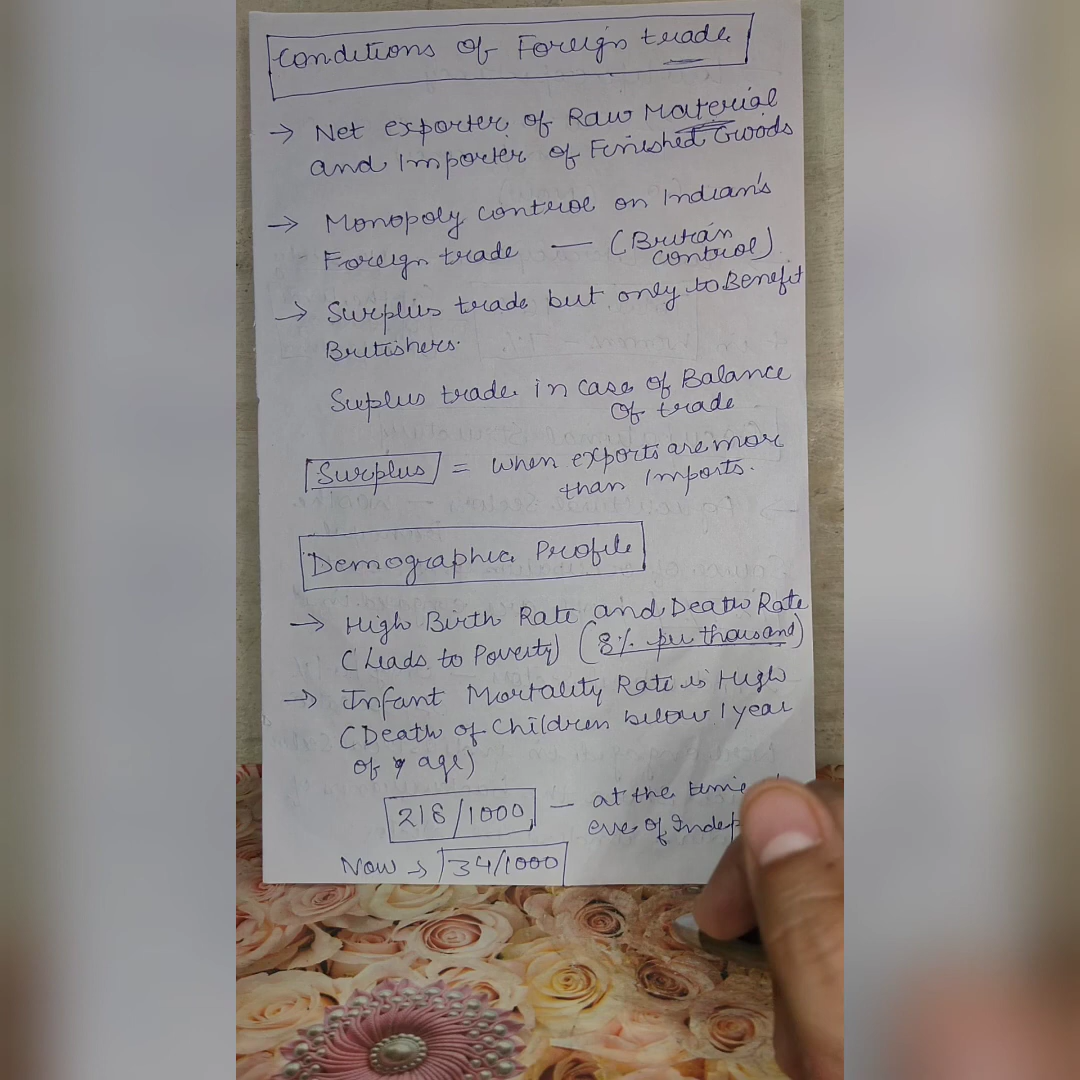 Conditions of Foreign trade
→ Net exporter of Raw Material
and Importer of Finished Goods
→ Monopoly control on Indian's
Foreign trade — (Britan
control)
→ Surplus trade but only to Benefit
Britishers.
Suplus trade in case of Balance
of trade
Surplus = when exports are more
than Imports.
Demographic Profile
→ High Birth Rate and Death Rate
(Leads to Poverty) (8% per thousand)
→ Infant Mortality Rate is High
(Death of Children below 1 year
of age)
218/1000 — at the time
eve of Indep
Now → 34/1000